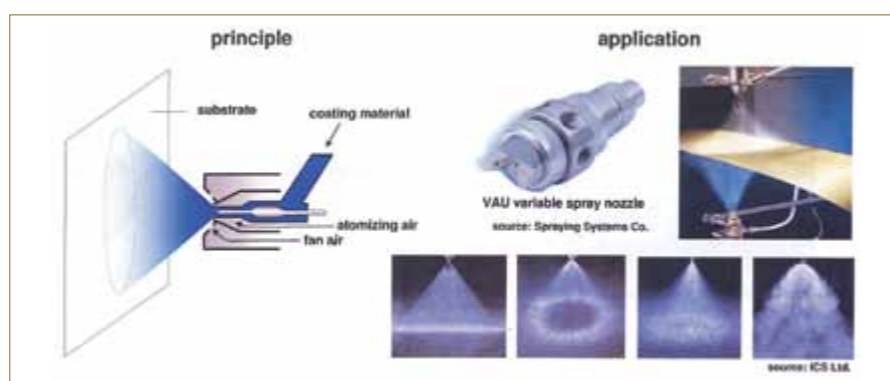 principle
application
substrate
costing material
atomizing air
fan air
VAU variable spray nozzle
source: Spraying Systems Co.
source: ICS Ltd.